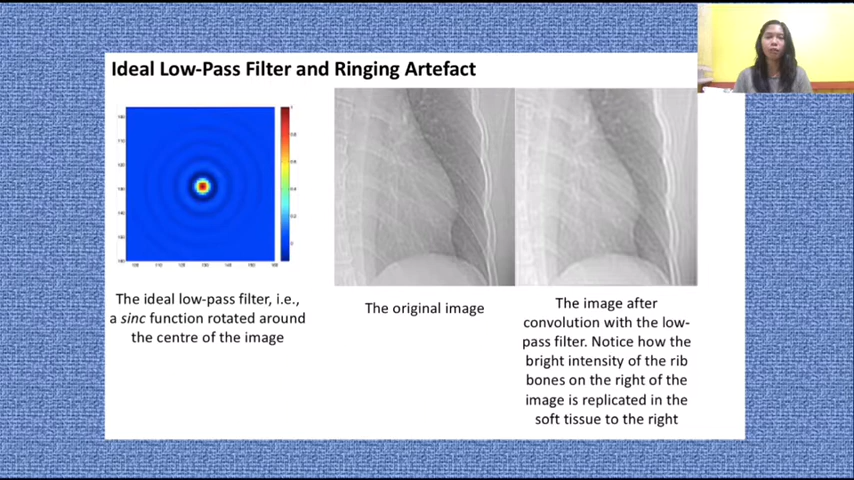 Ideal Low-Pass Filter and Ringing Artefact
The ideal low-pass filter, i.e.,
a sinc function rotated around
the centre of the image
The original image
The image after
convolution with the low-
pass filter. Notice how the
bright intensity of the rib
bones on the right of the
image is replicated in the
soft tissue to the right